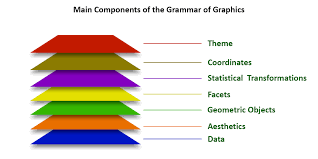 Main Components of the Grammar of Graphics
Theme
Coordinates
Statistical Transformations
Facets
Geometric Objects
Aesthetics
Data